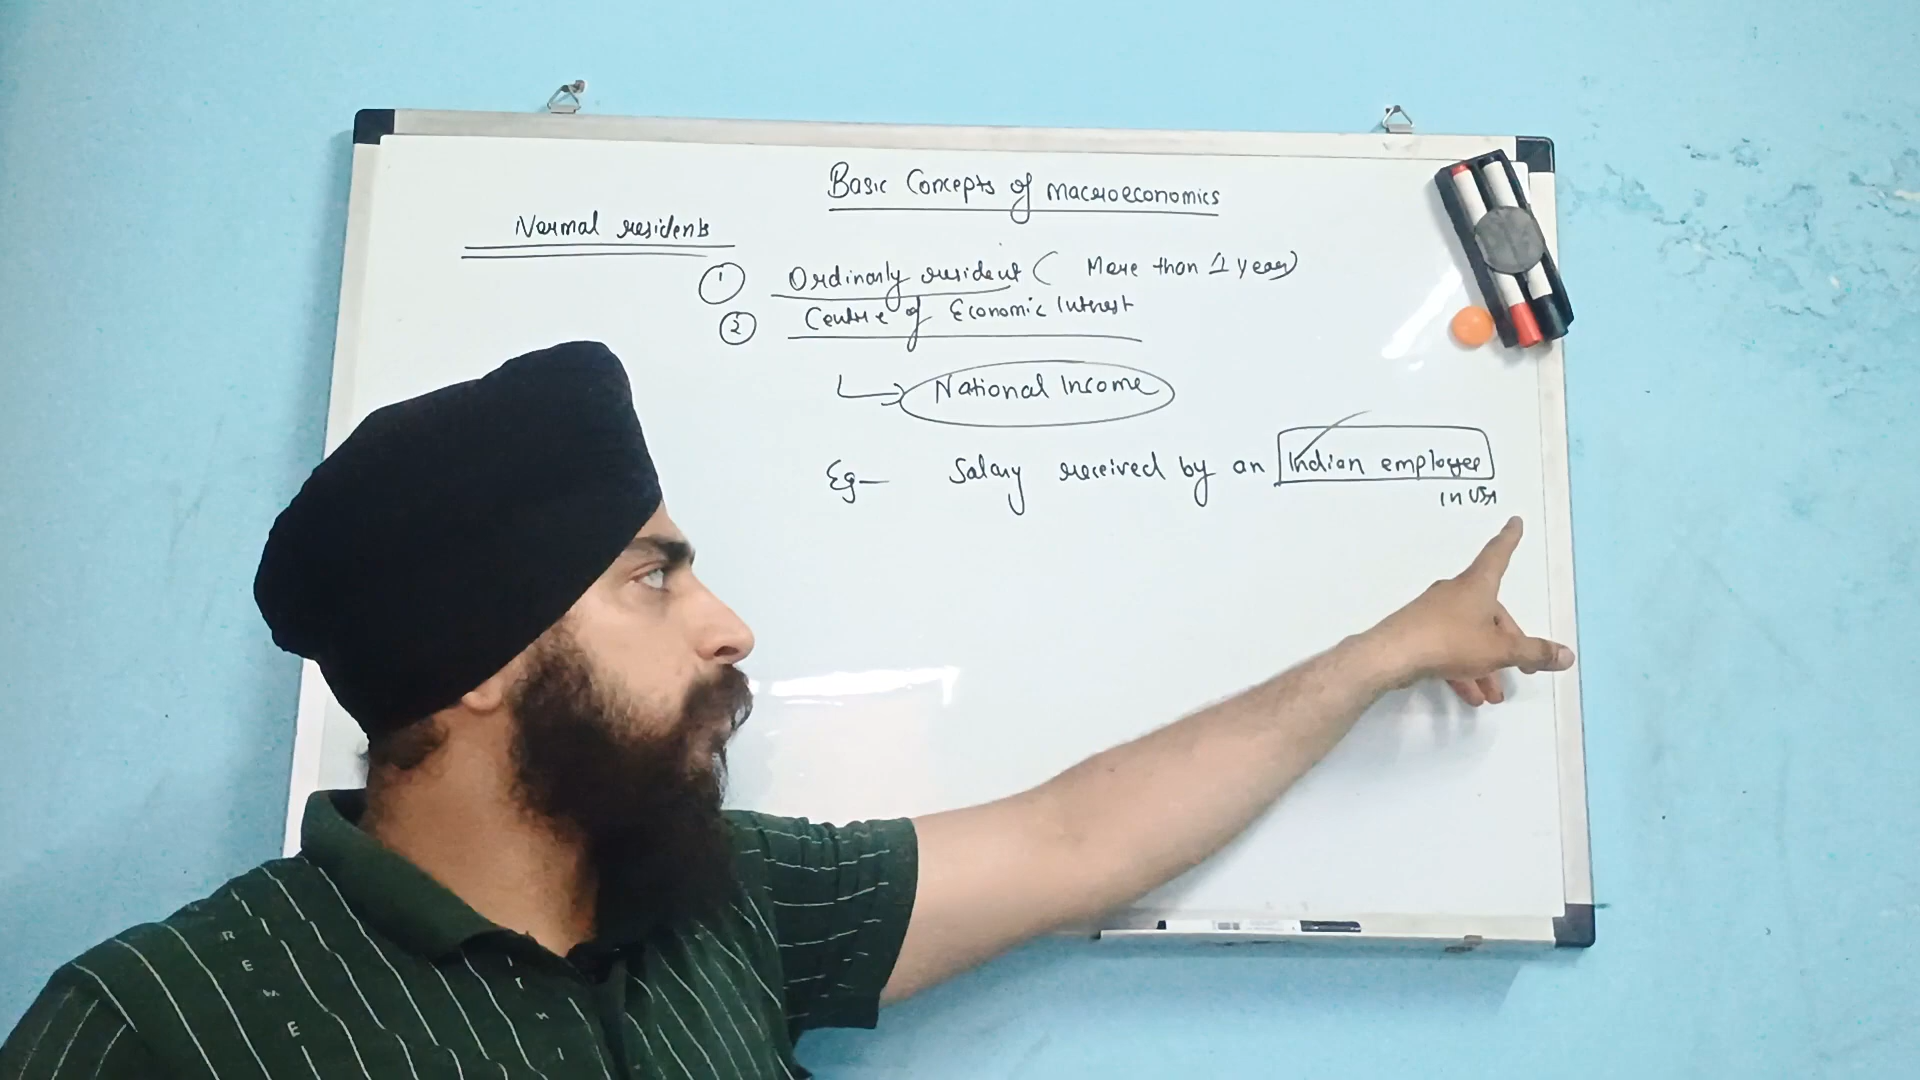 Basic Concepts of macroeconomics
Normal residents
1 Ordinarily resident ( More than 1 year)
2 Centre of Economic Interest
National Income
Eg- Salary received by an Indian employee
in USA